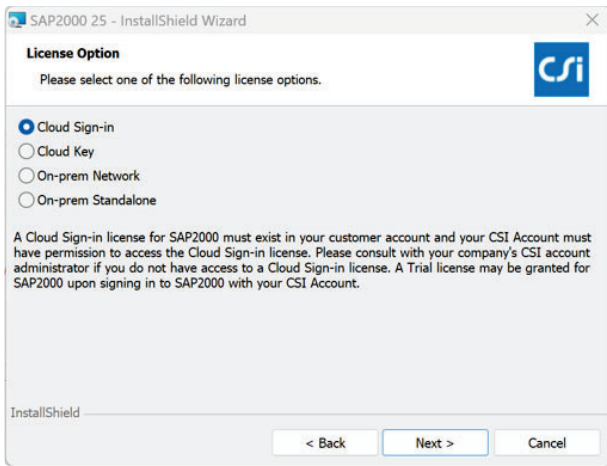 SAP2000 25 - InstallShield Wizard
License Option
Please select one of the following license options.
CSi
Cloud Sign-in
Cloud Key
On-prem Network
On-prem Standalone
A Cloud Sign-in license for SAP2000 must exist in your customer account and your CSI Account must
have permission to access the Cloud Sign-in license. Please consult with your company's CSI account
administrator if you do not have access to a Cloud Sign-in license. A Trial license may be granted for
SAP2000 upon signing in to SAP2000 with your CSI Account.
InstallShield
< Back Next > Cancel